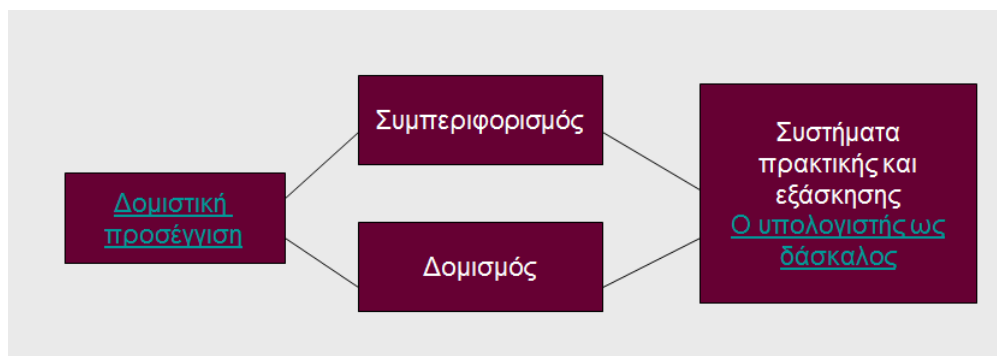 Συμπεριφορισμός
Δομιστική
προσέγγιση
Δομισμός
Συστήματα
πρακτικής και
εξάσκησης
Ο υπολογιστής ως
δάσκαλος